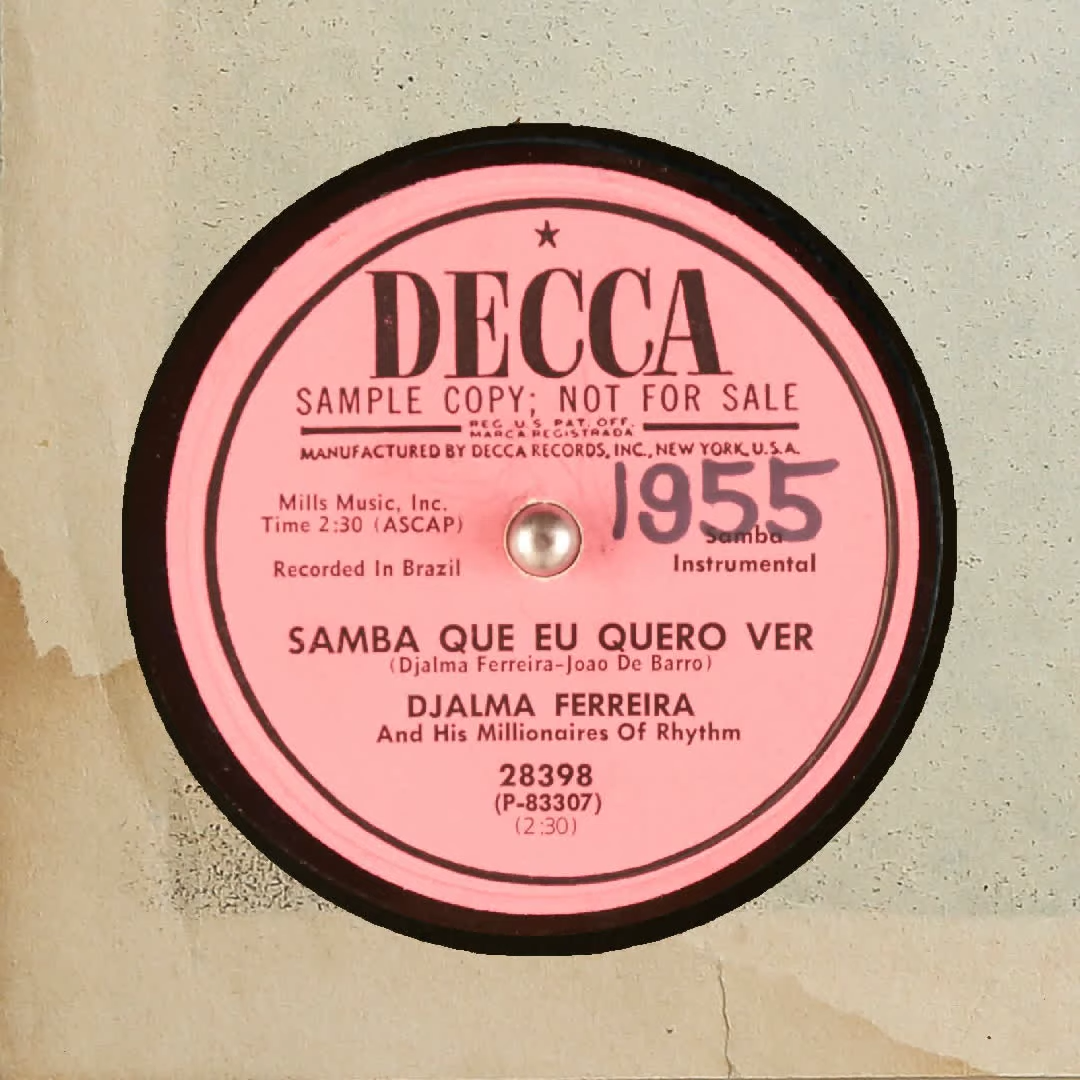 DECCA
SAMPLE COPY; NOT FOR SALE
REG. U.S. PAT. OFF.
MARCA REGISTRADA
MANUFACTURED BY DECCA RECORDS, INC., NEW YORK, U.S.A.
1955
Mills Music, Inc.
Time 2:30 (ASCAP)
Samba
Recorded In Brazil
Instrumental
SAMBA QUE EU QUERO VER
(Djalma Ferreira-Joao De Barro)
DJALMA FERREIRA
And His Millionaires Of Rhythm
28398
(P-83307)
(2:30)